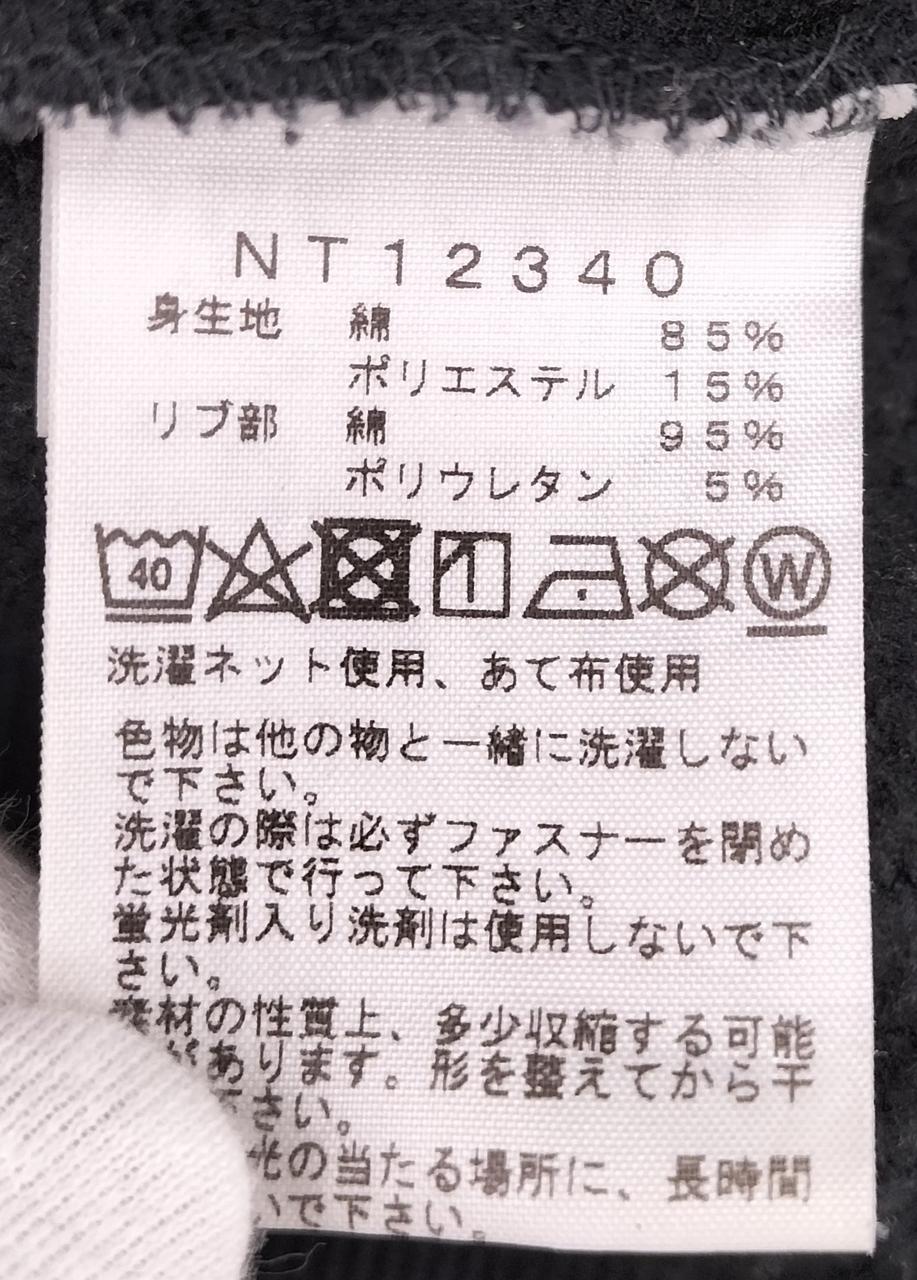 NT12340
身生地 綿 85%
ポリエステル 15%
リブ部 綿 95%
ポリウレタン 5%
40 W
洗濯ネット使用、あて布使用
色物は他の物と一緒に洗濯しない
で下さい。
洗濯の際は必ずファスナーを閉め
た状態で行って下さい。
蛍光剤入り洗剤は使用しないで下
さい。
素材の性質上、多少収縮する可能
があります。形を整えてから干
さい。
光の当たる場所に、長時間
いで下さい。